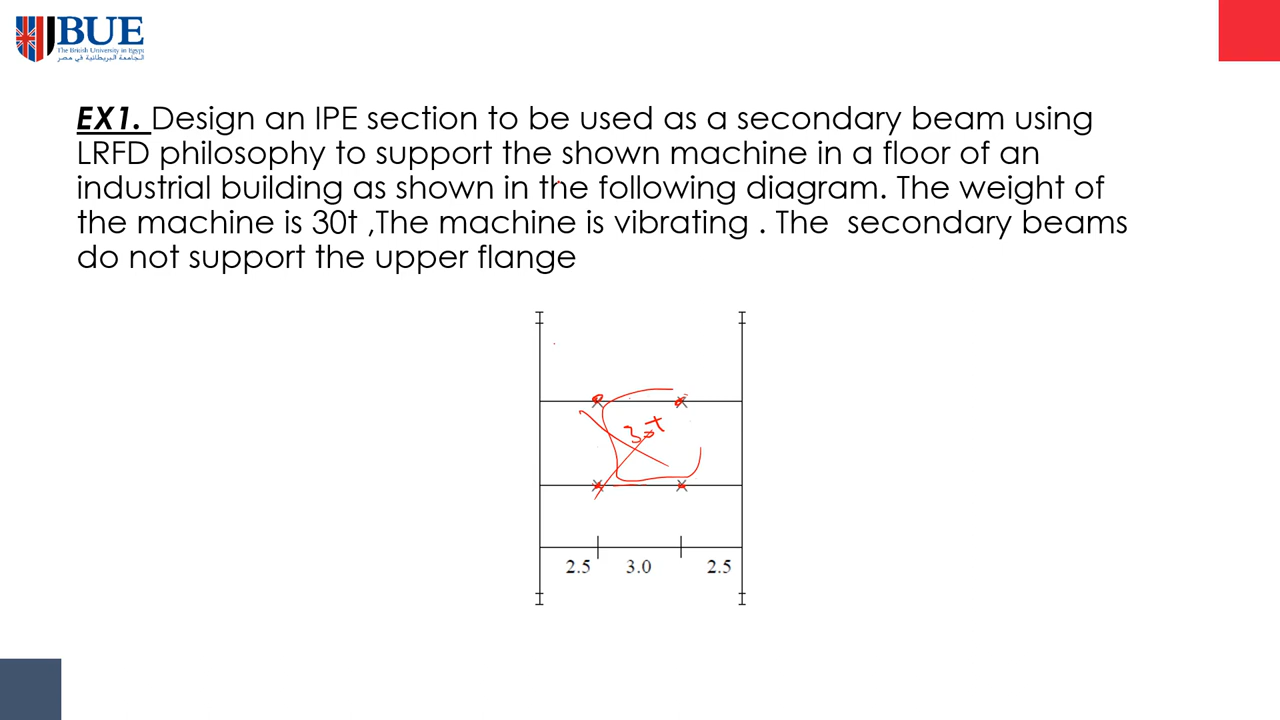 BUE
The British University in Egypt
الجامعة البريطانية في مصر
EX1. Design an IPE section to be used as a secondary beam using
LRFD philosophy to support the shown machine in a floor of an
industrial building as shown in the following diagram. The weight of
the machine is 30t ,The machine is vibrating . The secondary beams
do not support the upper flange
30t
2.5 3.0 2.5